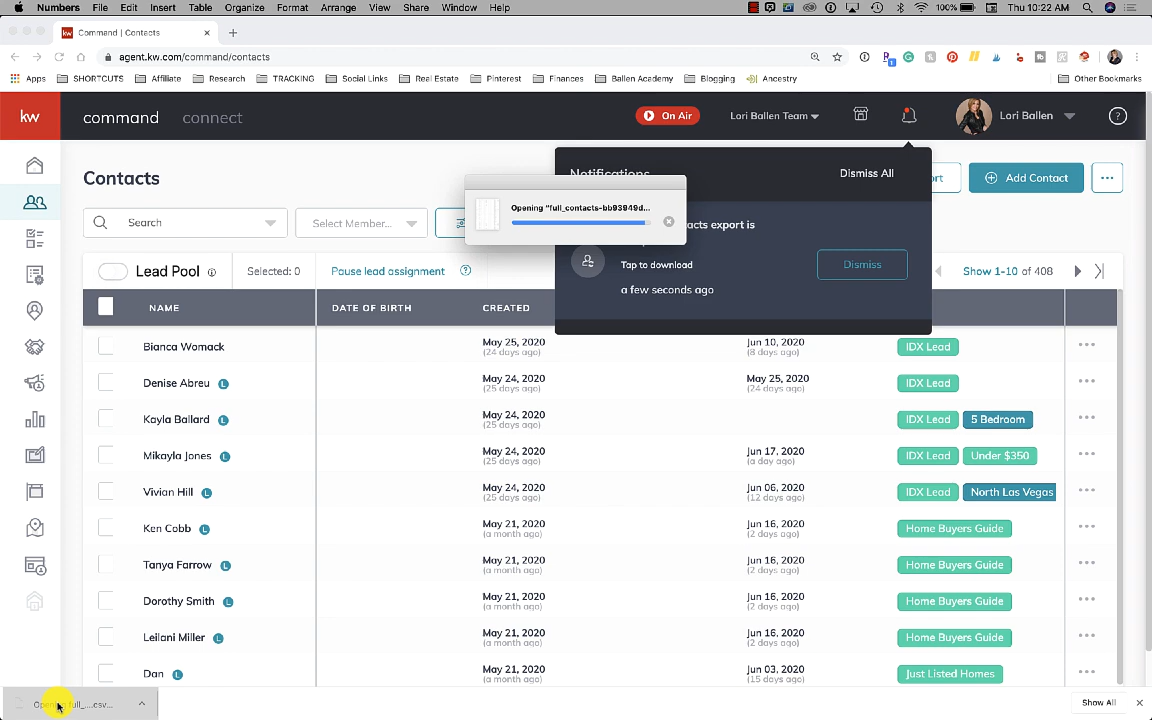 Numbers File Edit Insert Table Organize Format Arrange View Share Window Help 100% Thu 10:22 AM
kw Command | Contacts
agent.kw.com/command/contacts
Apps SHORTCUTS Affiliate Research TRACKING Social Links Real Estate Pinterest Finances Ballen Academy Blogging Ancestry Other Bookmarks
kw command connect On Air Lori Ballen Team Lori Ballen ?
Contacts
Notifications Dismiss All
ort Add Contact
Opening "full_contacts-bb93949d...
Search Select Member...
acts export is
Tap to download
a few seconds ago
Dismiss
Lead Pool Selected: 0 Pause lead assignment ? Show 1-10 of 408
NAME DATE OF BIRTH CREATED
Bianca Womack May 25, 2020 Jun 10, 2020 IDX Lead
(24 days ago) (8 days ago)
Denise Abreu L May 24, 2020 May 25, 2020 IDX Lead
(25 days ago) (24 days ago)
Kayla Ballard L May 24, 2020 IDX Lead 5 Bedroom
(25 days ago)
Mikayla Jones L May 24, 2020 Jun 17, 2020 IDX Lead Under $350
(25 days ago) (a day ago)
Vivian Hill L May 24, 2020 Jun 06, 2020 IDX Lead North Las Vegas
(25 days ago) (12 days ago)
Ken Cobb L May 21, 2020 Jun 16, 2020 Home Buyers Guide
(a month ago) (2 days ago)
Tanya Farrow L May 21, 2020 Jun 16, 2020 Home Buyers Guide
(a month ago) (2 days ago)
Dorothy Smith L May 21, 2020 Jun 16, 2020 Home Buyers Guide
(a month ago) (2 days ago)
Leilani Miller L May 21, 2020 Jun 16, 2020 Home Buyers Guide
(a month ago) (2 days ago)
Dan L May 21, 2020 Jun 03, 2020 Just Listed Homes
(a month ago) (15 days ago)
Opening full_....csv... Show All